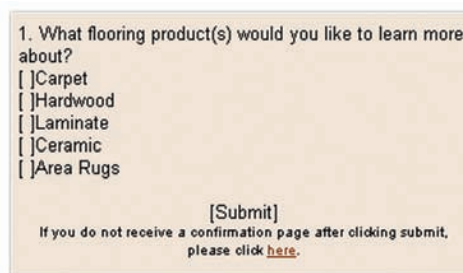 1. What flooring product(s) would you like to learn more
about?
[ ]Carpet
[ ]Hardwood
[ ]Laminate
[ ]Ceramic
[ ]Area Rugs
[Submit]
If you do not receive a confirmation page after clicking submit,
please click here.